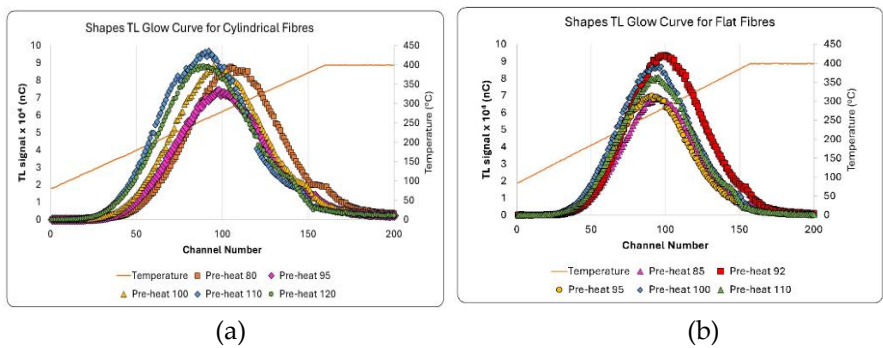 Shapes TL Glow Curve for Cylindrical Fibres
TL signal x 10⁴ (nC)
10
9
8
7
6
5
4
3
2
1
0
450
400
350
300
250
200
150
100
50
0
Temperature (°C)
0 50 100 150 200
Channel Number
Temperature Pre-heat 80 Pre-heat 95
Pre-heat 100 Pre-heat 110 Pre-heat 120
(a)
Shapes TL Glow Curve for Flat Fibres
TL signal x 10⁴ (nC)
10
9
8
7
6
5
4
3
2
1
0
450
400
350
300
250
200
150
100
50
0
Temperature (°C)
0 50 100 150 200
Channel Number
Temperature Pre-heat 85 Pre-heat 92
Pre-heat 95 Pre-heat 100 Pre-heat 110
(b)